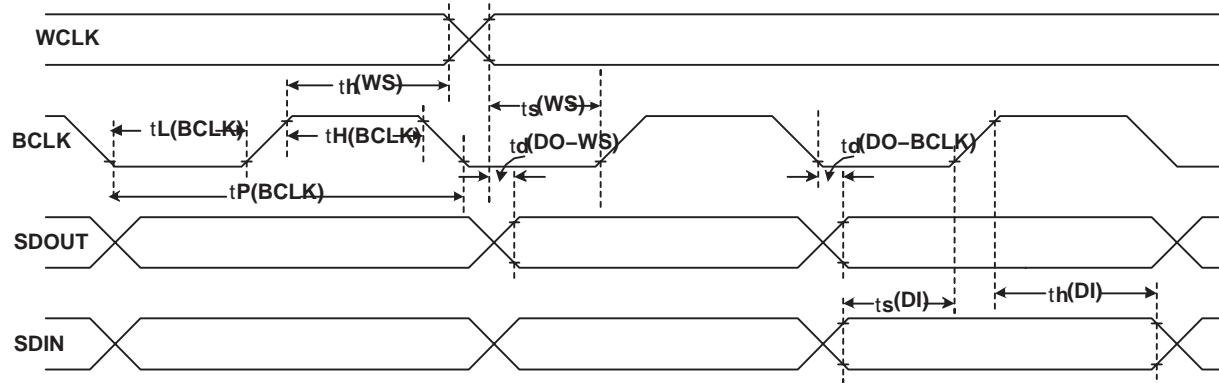 WCLK
th(WS)
ts(WS)
BCLK
tL(BCLK)
tH(BCLK)
td(DO–WS)
td(DO–BCLK)
tP(BCLK)
SDOUT
ts(DI)
th(DI)
SDIN